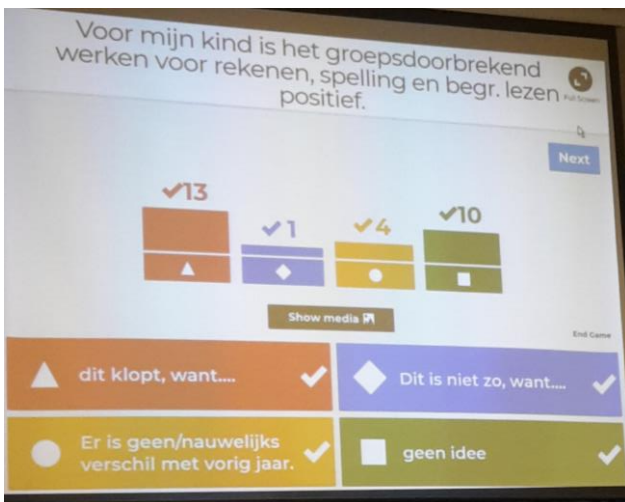 Voor mijn kind is het groepsdoorbrekend
werken voor rekenen, spelling en begr. lezen
positief.
Full Screen
Next
13
1
4
10
Show media
End Game
dit klopt, want....
Dit is niet zo, want....
Er is geen/nauwelijks
verschil met vorig jaar.
geen idee